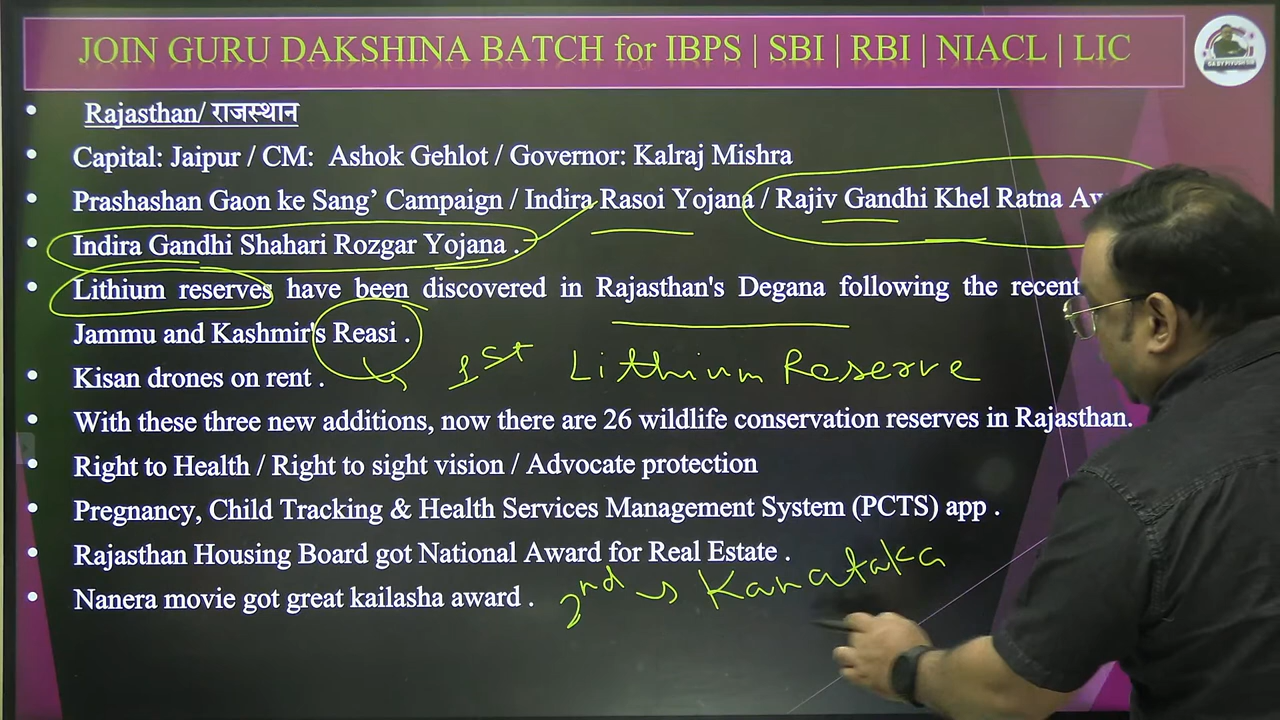 JOIN GURU DAKSHINA BATCH for IBPS | SBI | RBI | NIACL | LIC
GA BY PIYUSH SIR
Rajasthan/ राजस्थान
Capital: Jaipur / CM: Ashok Gehlot / Governor: Kalraj Mishra
Prashashan Gaon ke Sang’ Campaign / Indira Rasoi Yojana / Rajiv Gandhi Khel Ratna
Indira Gandhi Shahari Rozgar Yojana .
Lithium reserves have been discovered in Rajasthan's Degana following the recent
Jammu and Kashmir's Reasi .
1st Lithium Reserve
Kisan drones on rent .
With these three new additions, now there are 26 wildlife conservation reserves in Rajasthan.
Right to Health / Right to sight vision / Advocate protection
Pregnancy, Child Tracking & Health Services Management System (PCTS) app .
Rajasthan Housing Board got National Award for Real Estate .
Nanera movie got great kailasha award .
2nd Karnataka